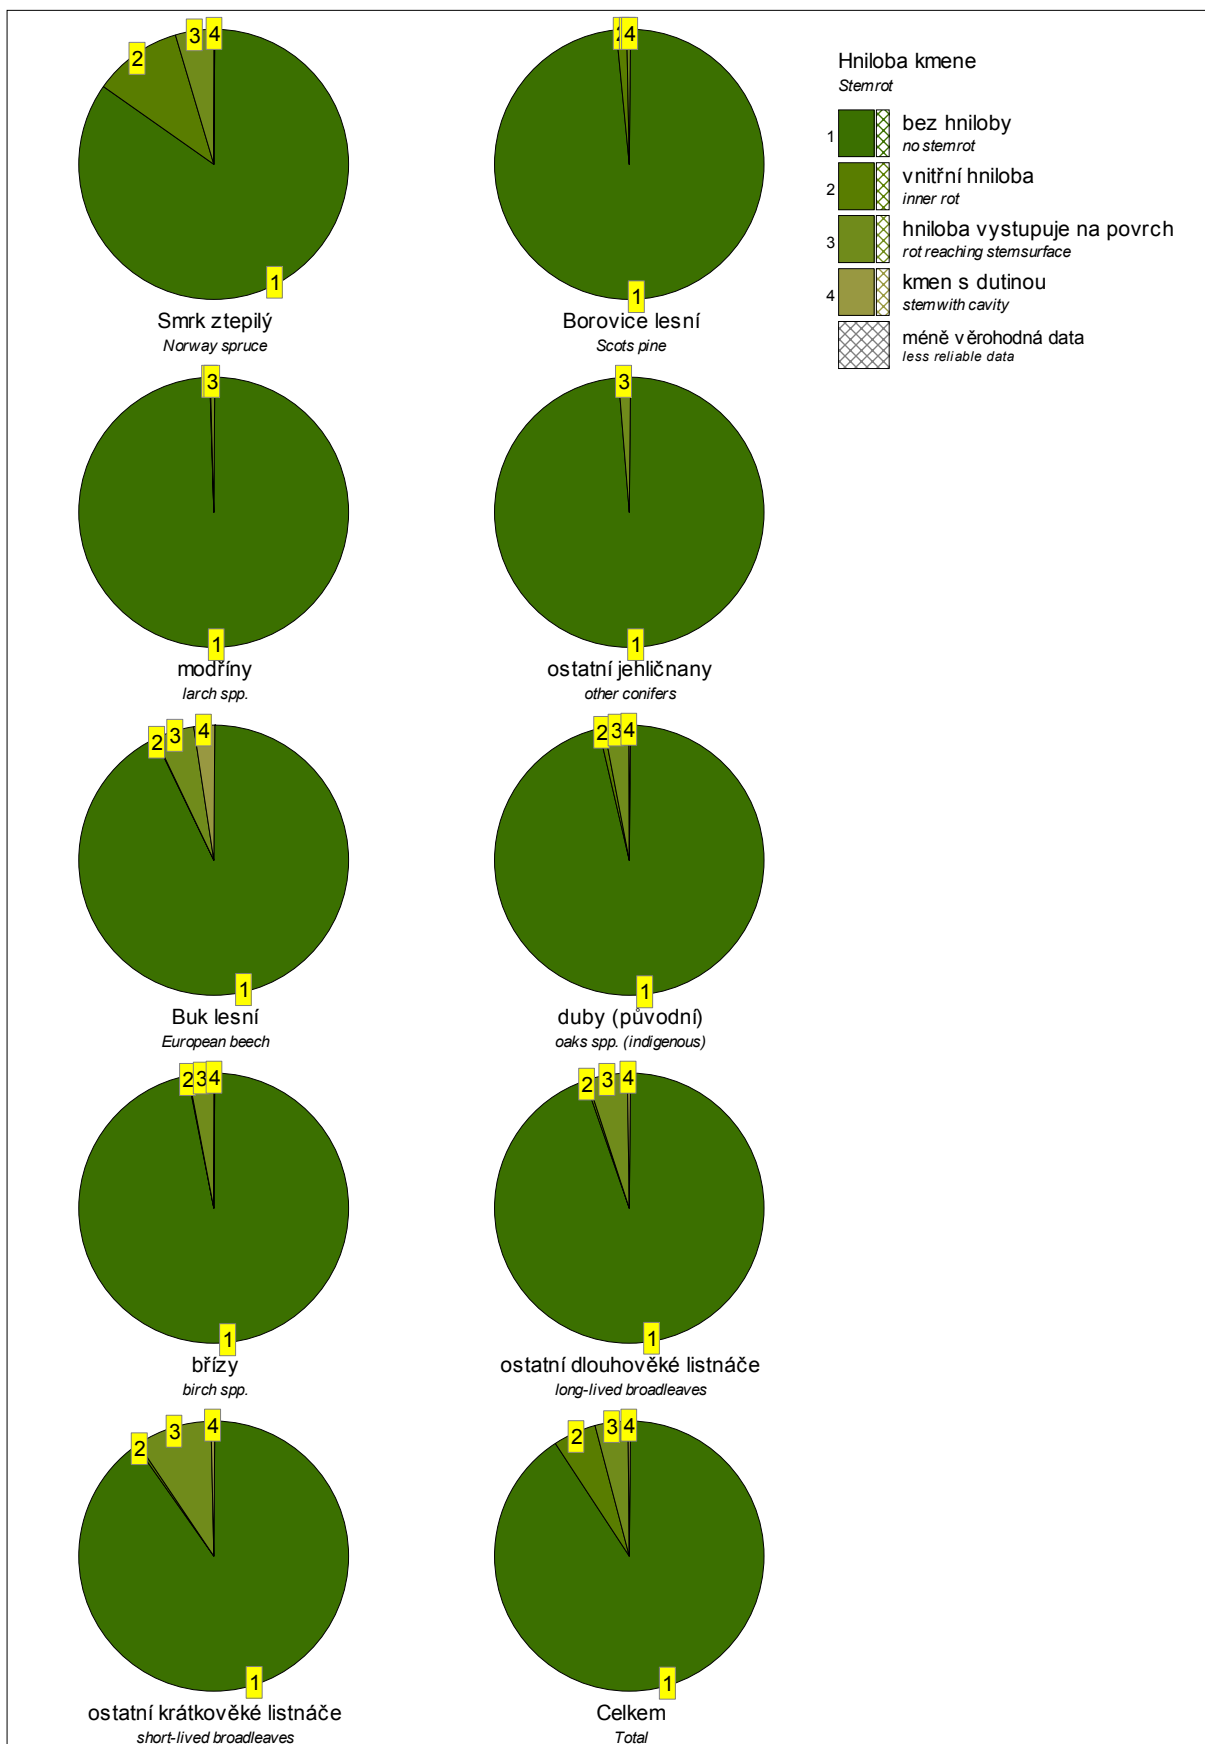 2
3
4
1
Smrk ztepilý
Norway spruce
4
1
Borovice lesní
Scots pine
Hniloba kmene
Stem rot
1 bez hniloby
no stem rot
2 vnitřní hniloba
inner rot
3 hniloba vystupuje na povrch
rot reaching stem surface
4 kmen s dutinou
stem with cavity
méně věrohodná data
less reliable data
3
1
modříny
larch spp.
3
1
ostatní jehličnany
other conifers
2
3
4
1
Buk lesní
European beech
2
3
4
1
duby (původní)
oaks spp. (indigenous)
2
3
4
1
břízy
birch spp.
2
3
4
1
ostatní dlouhověké listnáče
long-lived broadleaves
2
3
4
1
ostatní krátkověké listnáče
short-lived broadleaves
2
3
4
1
Celkem
Total